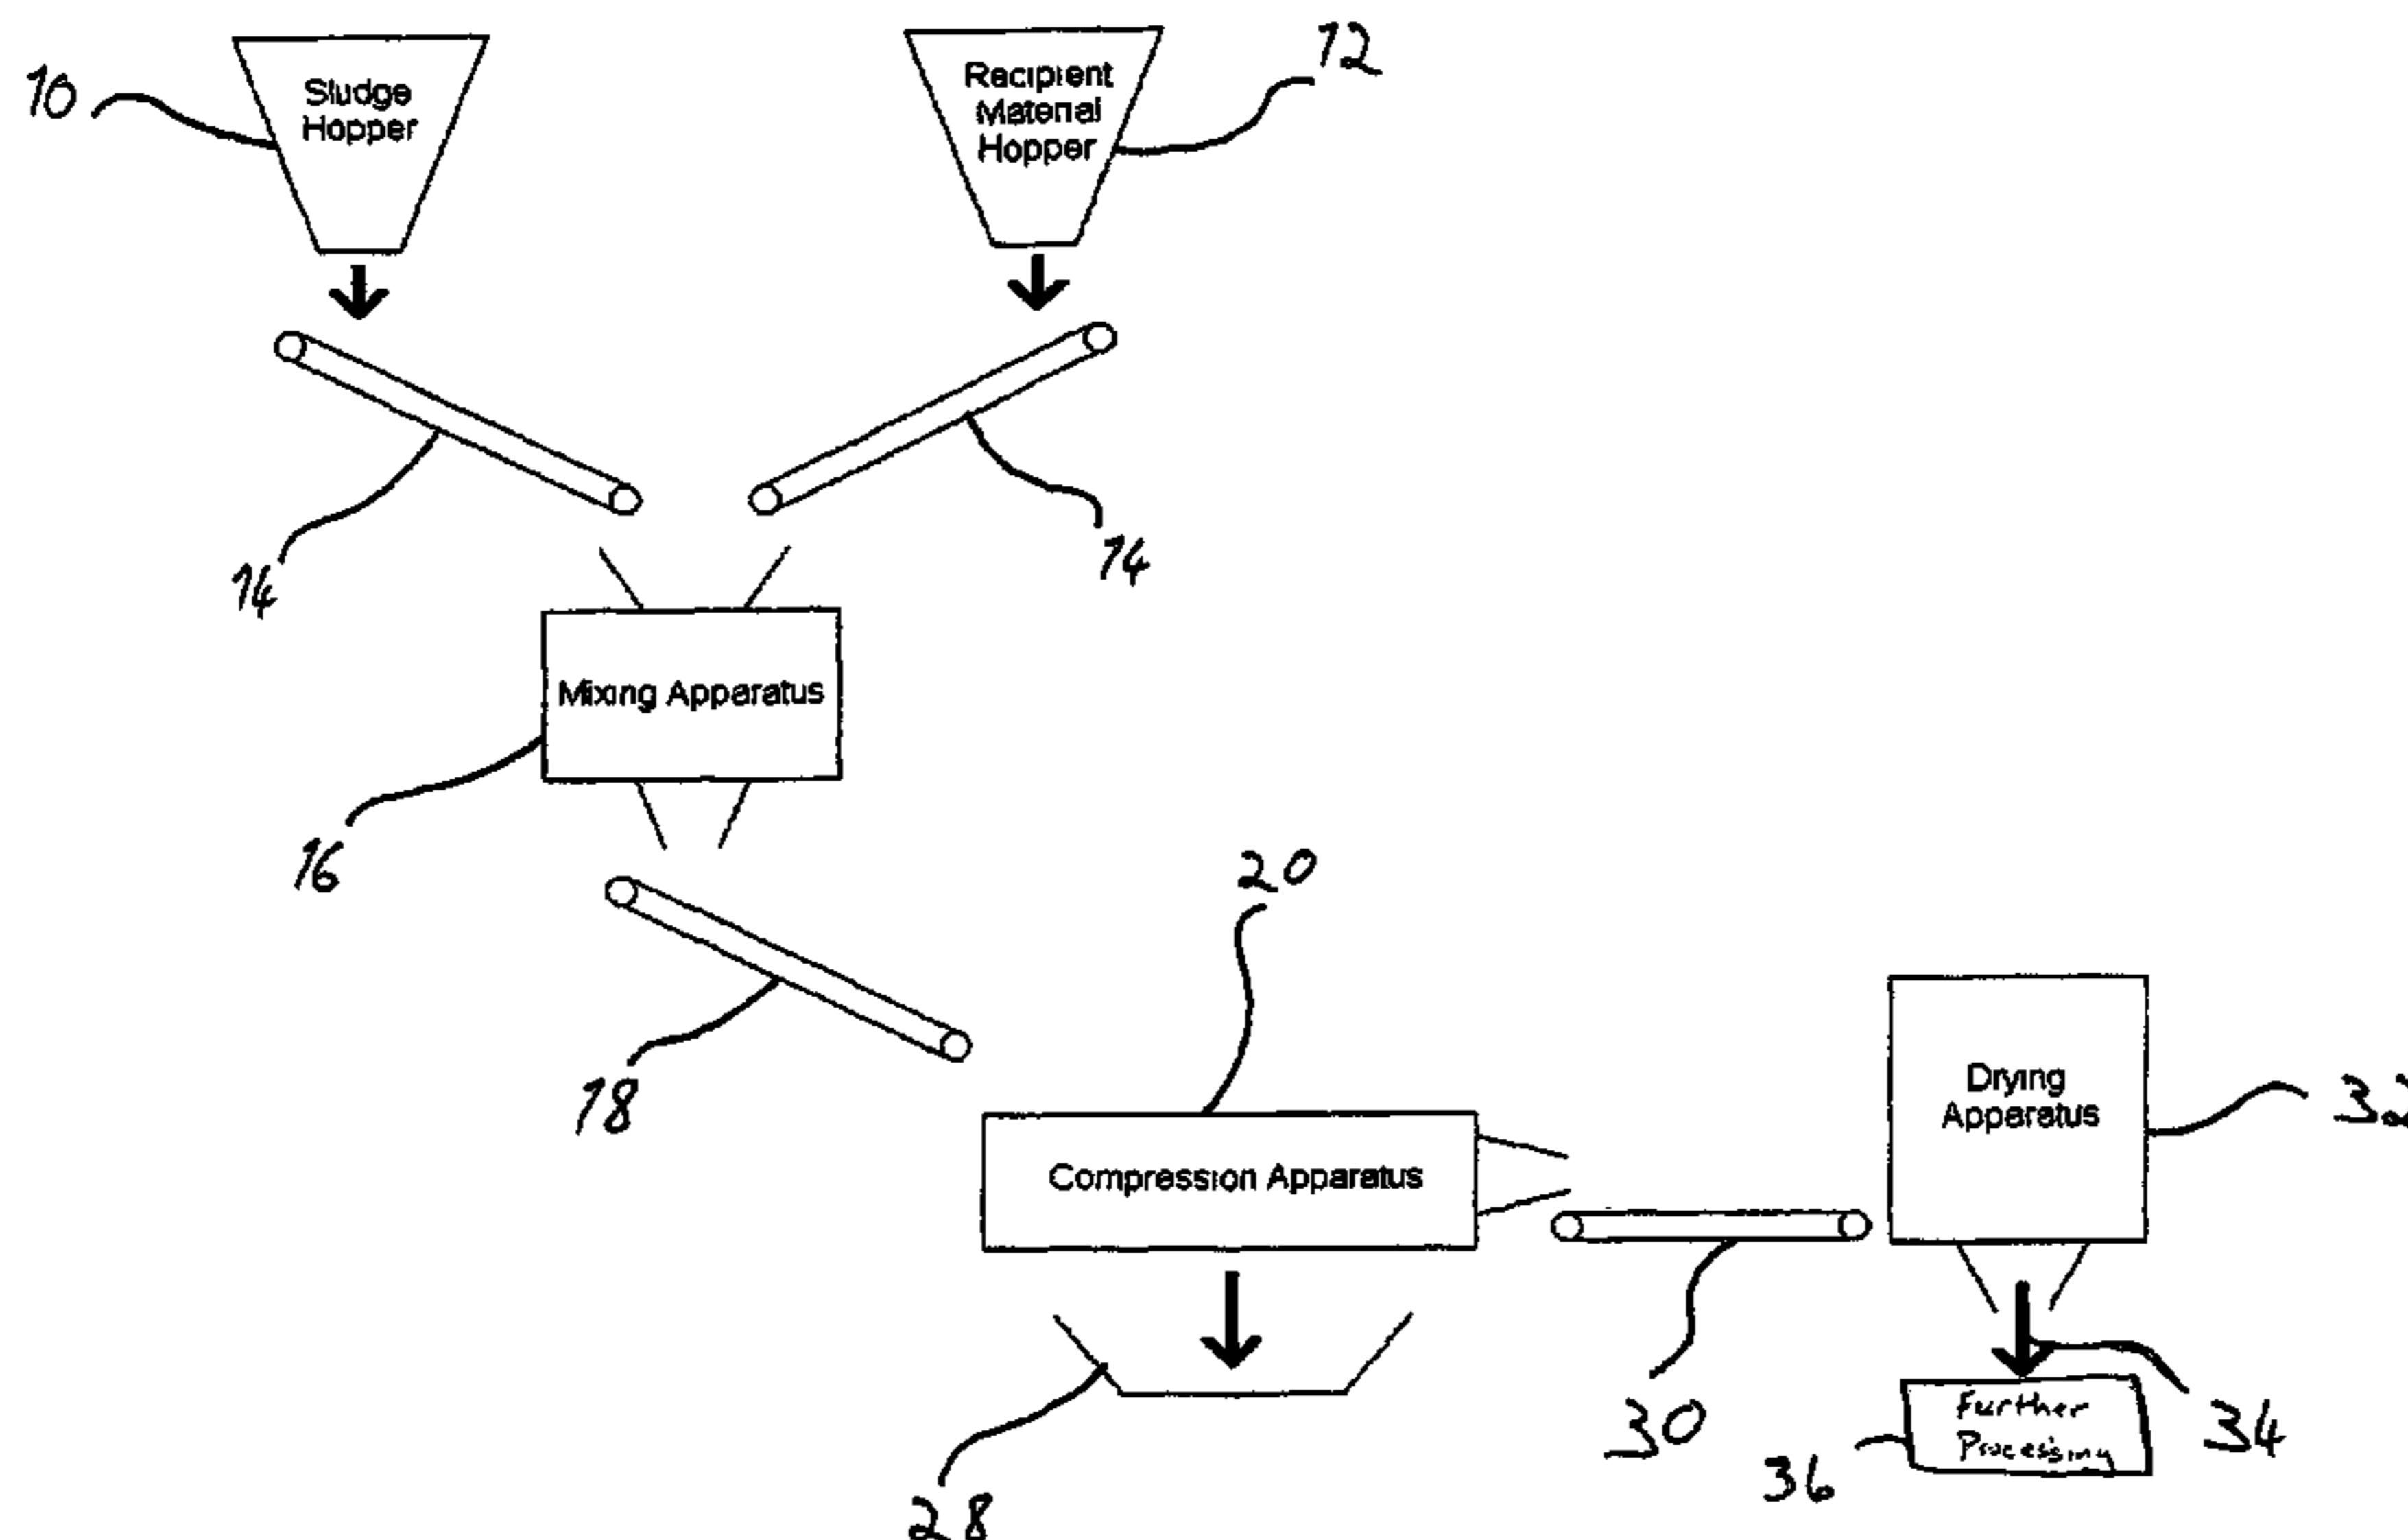 10
Sludge
Hopper
Recipient
Material
Hopper
12
14
14
Mixing Apparatus
16
18
20
Compression Apparatus
Drying
Apparatus
32
28
30
34
Further
Processing
36